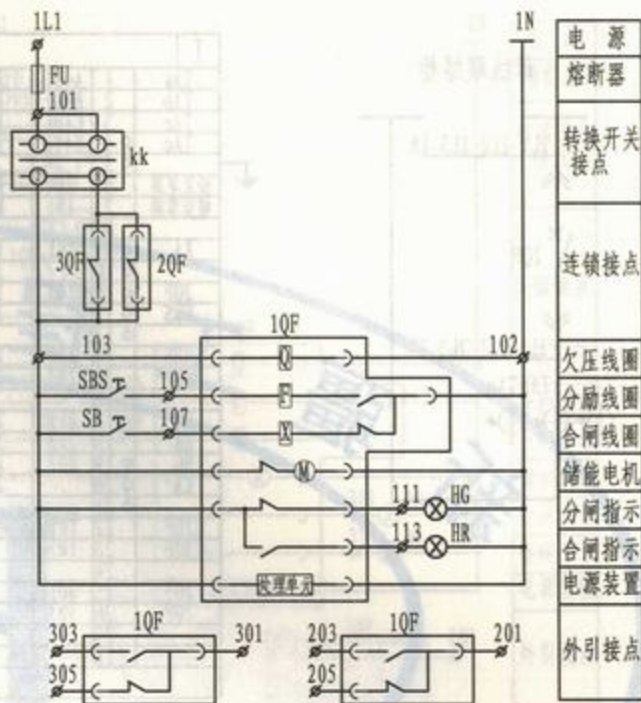 1L1
1N
FU
101
kk
3QF
2QF
103
1QF
102
Q
SBS
105
F
SB
107
X
M
111
HG
113
HR
处理单元
303
1QF
301
305
203
1QF
201
205
电 源
熔断器
转换开关
接点
连锁接点
欠压线圈
分励线圈
合闸线圈
储能电机
分闸指示
合闸指示
电源装置
外引接点